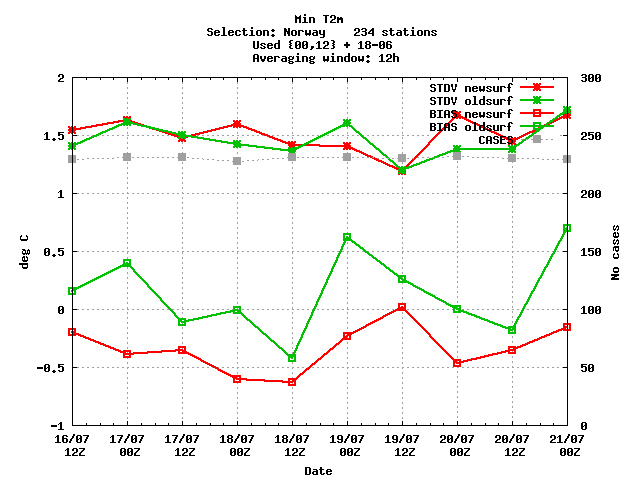 Min T2m
Selection: Norway    234 stations
Used {00,12} + 18-06
Averaging window: 12h
STDV newsurf
STDV oldsurf
BIAS newsurf
BIAS oldsurf
CASES
2
1.5
1
0.5
0
-0.5
-1
deg C
300
250
200
150
100
50
0
No cases
16/07 17/07 17/07 18/07 18/07 19/07 19/07 20/07 20/07 21/07
12Z 00Z 12Z 00Z 12Z 00Z 12Z 00Z 12Z 00Z
Date